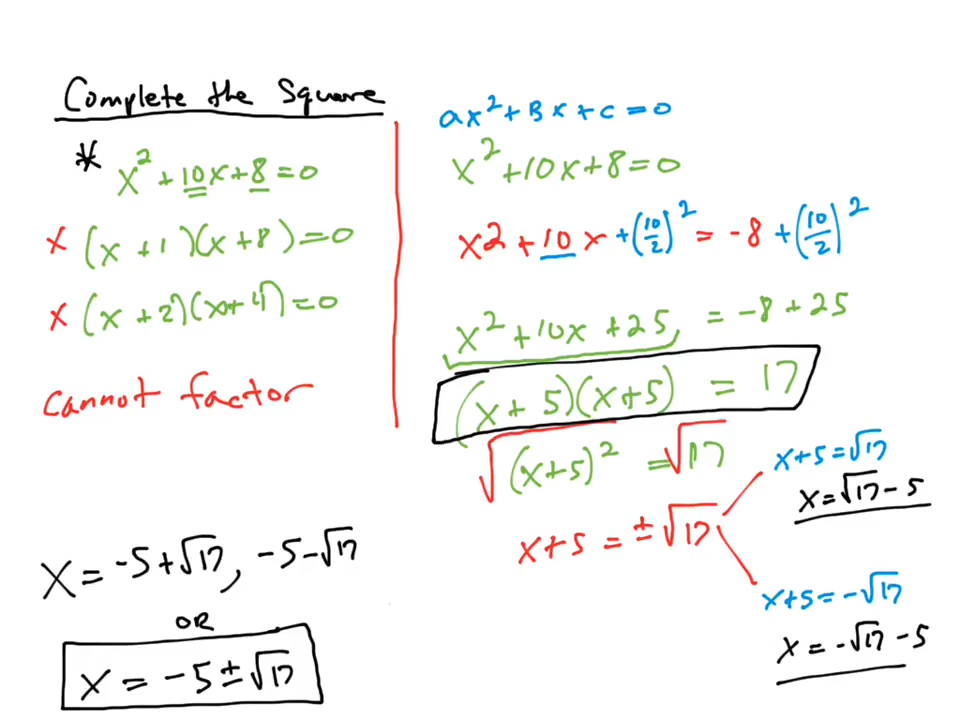 Complete the Square
* x² + 10x + 8 = 0
x (x + 1)(x + 8) = 0
x (x + 2)(x + 4) = 0
cannot factor
ax² + Bx + c = 0
x² + 10x + 8 = 0
x² + 10x + (10/2)² = -8 + (10/2)²
x² + 10x + 25 = -8 + 25
(x + 5)(x + 5) = 17
√(x+5)² = √17
x + 5 = ±√17
x + 5 = √17
x = √17 - 5
x + 5 = -√17
x = -√17 - 5
x = -5 + √17, -5 - √17
OR
x = -5 ± √17